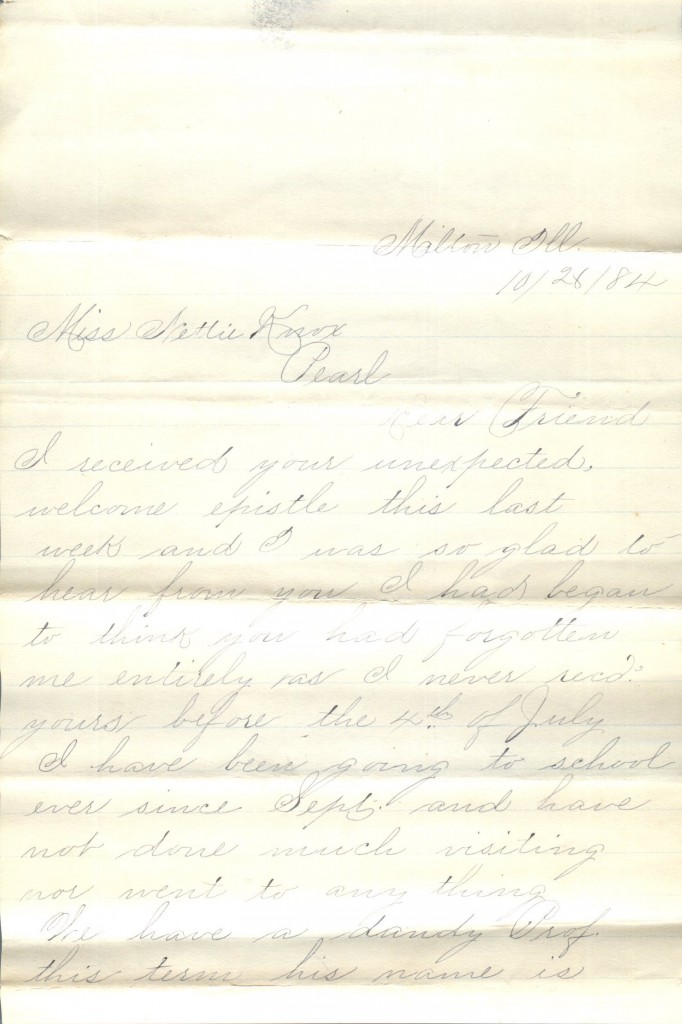 Milton Ill.
10/28/84
Miss Nettie Knox
Pearl
Dear Friend
I received your unexpected,
welcome epistle this last
week and I was so glad to
hear from you I had began
to think you had forgotten
me entirely as I never rec'd.
yours before the 4th of July
I have been going to school
ever since Sept. and have
not done much visiting
nor went to any thing
We have a dandy Prof.
this term his name is